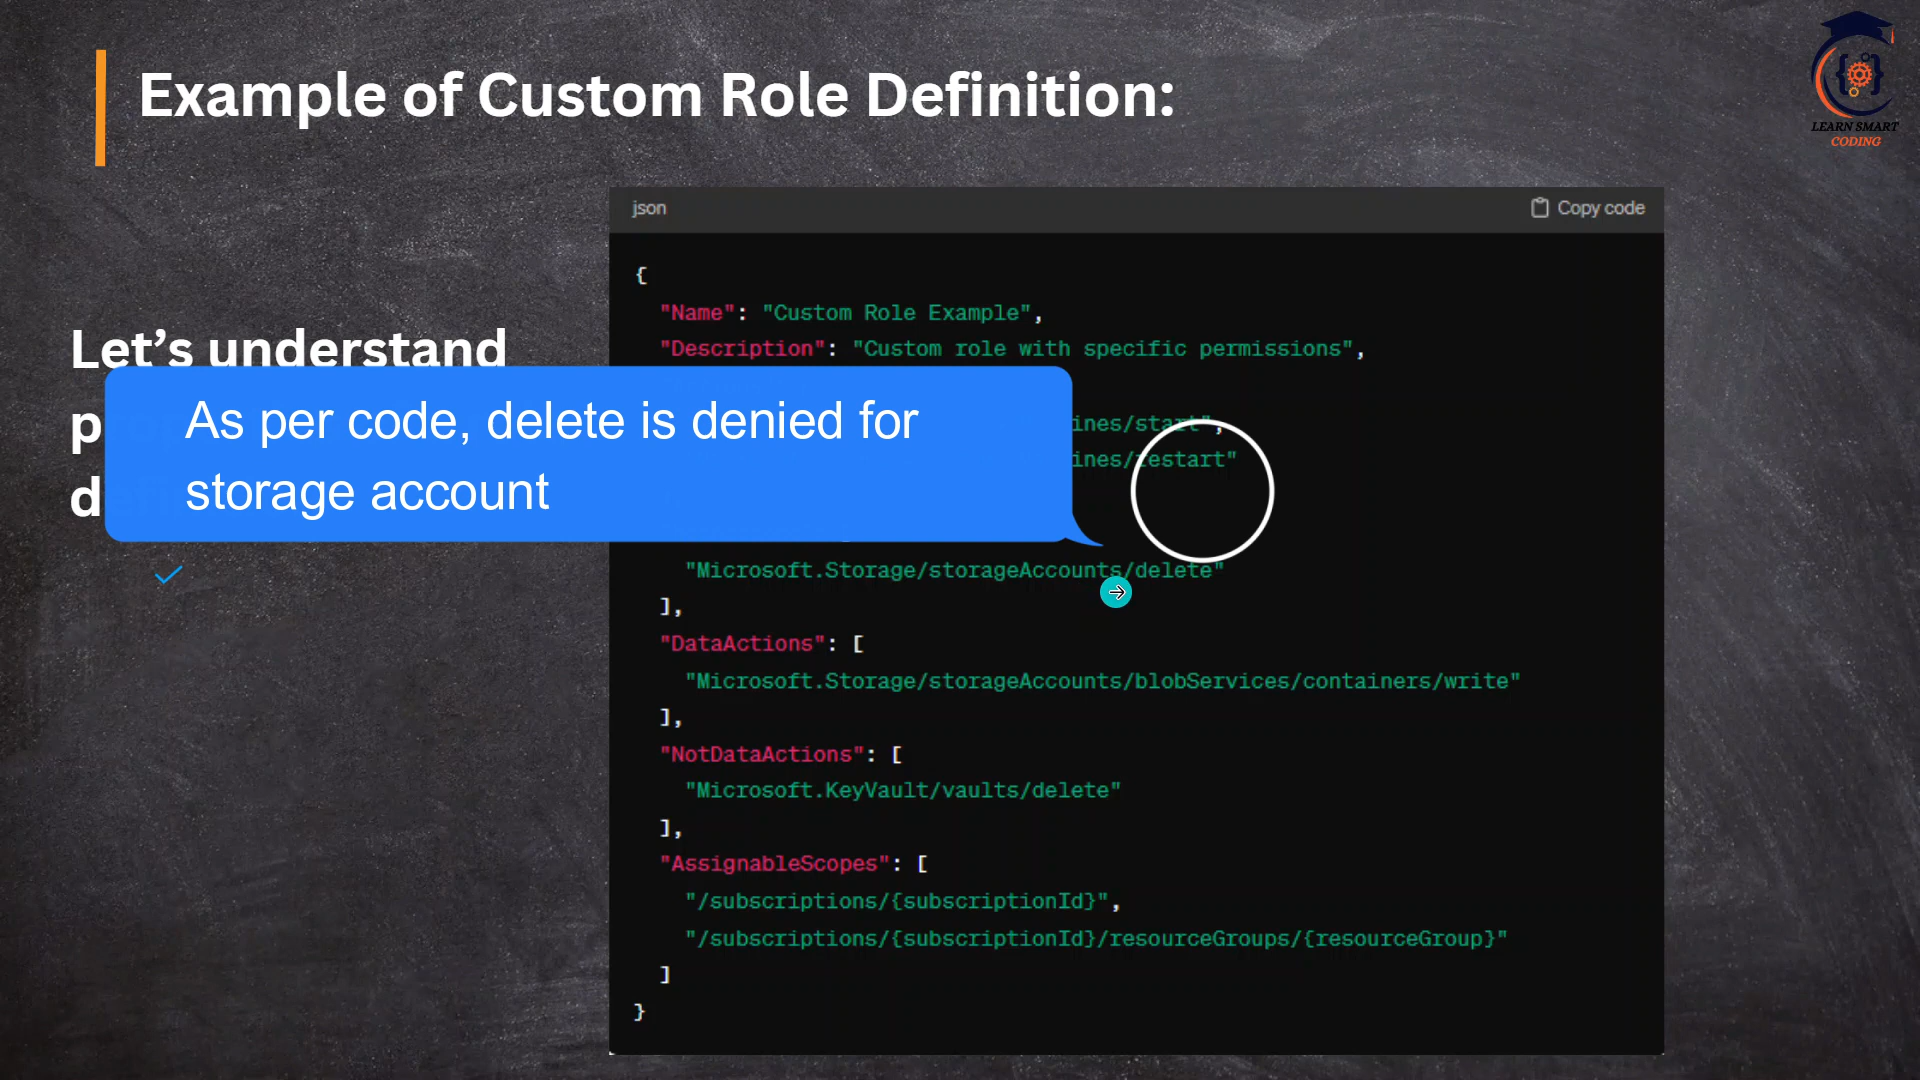 Example of Custom Role Definition:
LEARN SMART
CODING
json
Copy code
Let’s understand
As per code, delete is denied for
storage account
{
"Name": "Custom Role Example",
"Description": "Custom role with specific permissions",
ines/start",
ines/restart"
"Microsoft.Storage/storageAccounts/delete"
],
"DataActions": [
"Microsoft.Storage/storageAccounts/blobServices/containers/write"
],
"NotDataActions": [
"Microsoft.KeyVault/vaults/delete"
],
"AssignableScopes": [
"/subscriptions/{subscriptionId}",
"/subscriptions/{subscriptionId}/resourceGroups/{resourceGroup}"
]
}